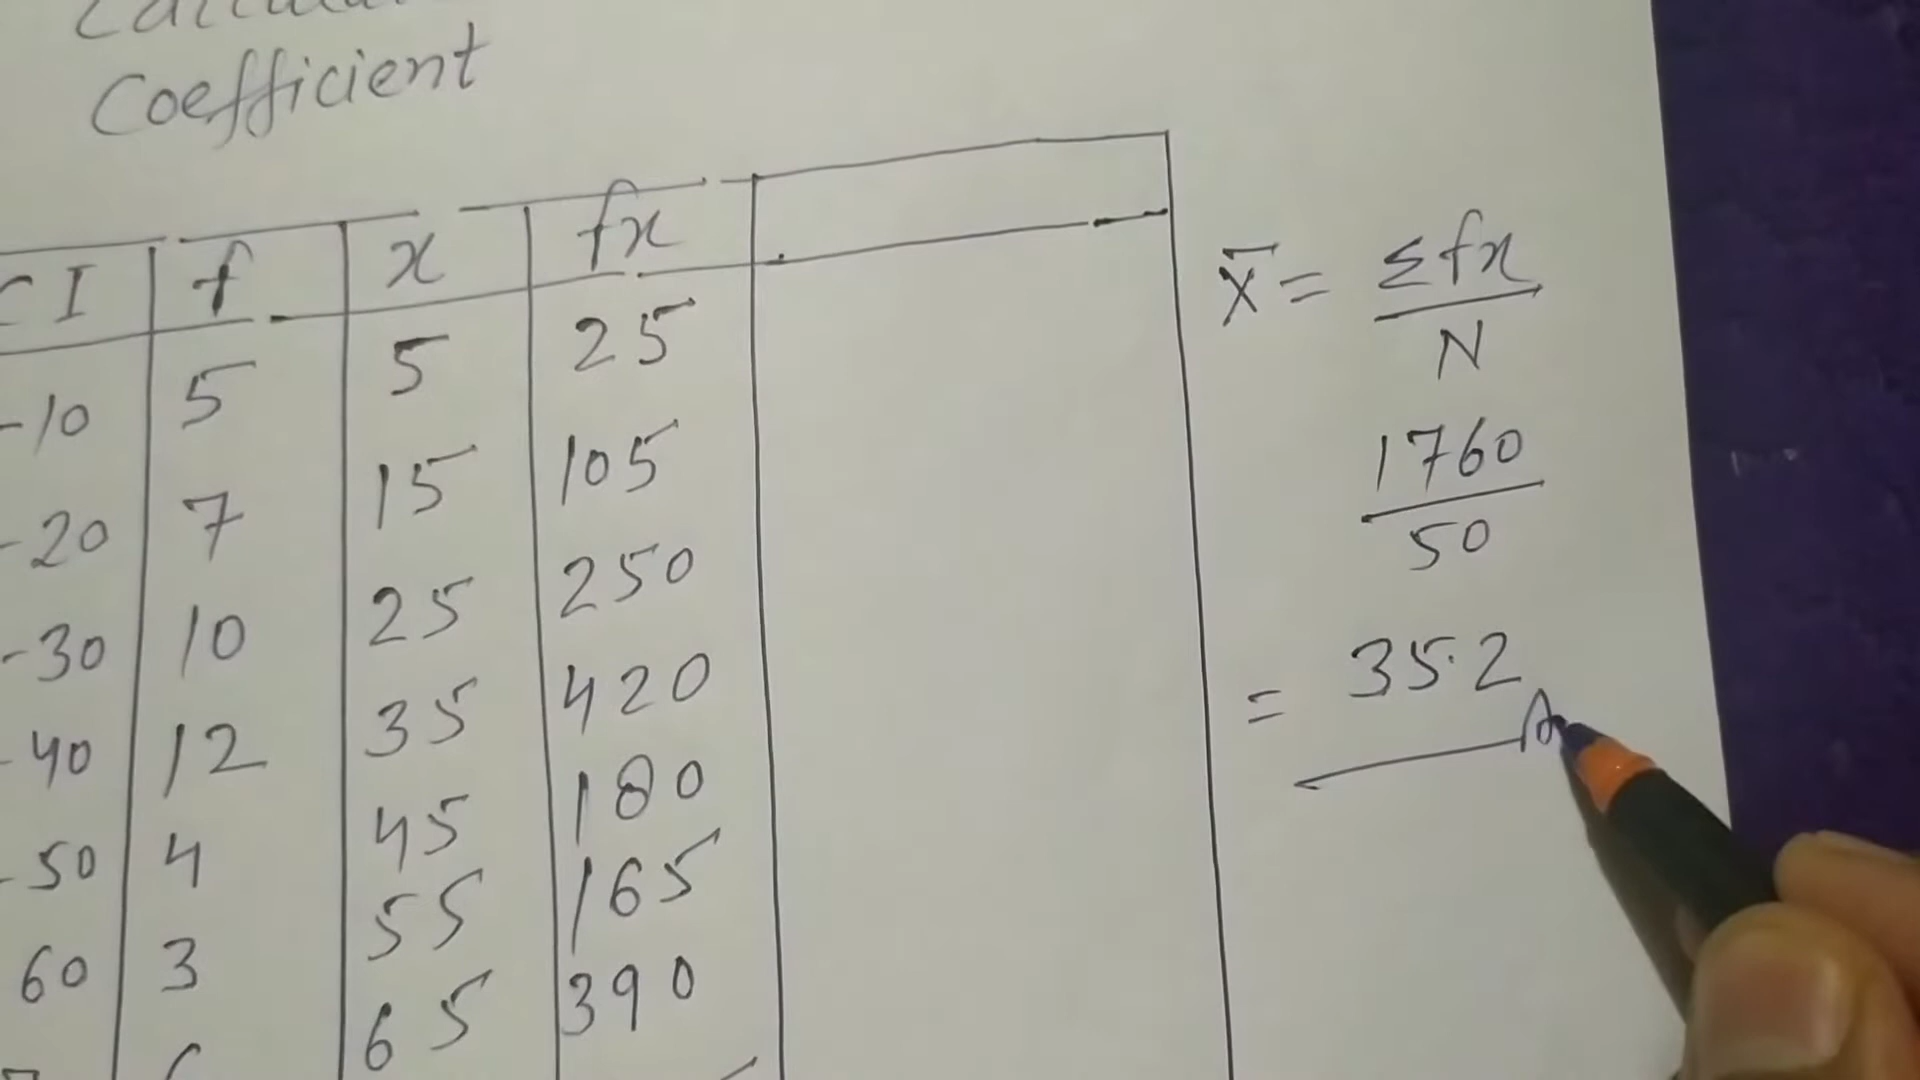 Coefficient
CI f x fx
-10 5 5 25
-20 7 15 105
-30 10 25 250
-40 12 35 420
-50 4 45 180
60 3 55 165
65 390
X̄ = Σfx
N
1760
50
= 35.2